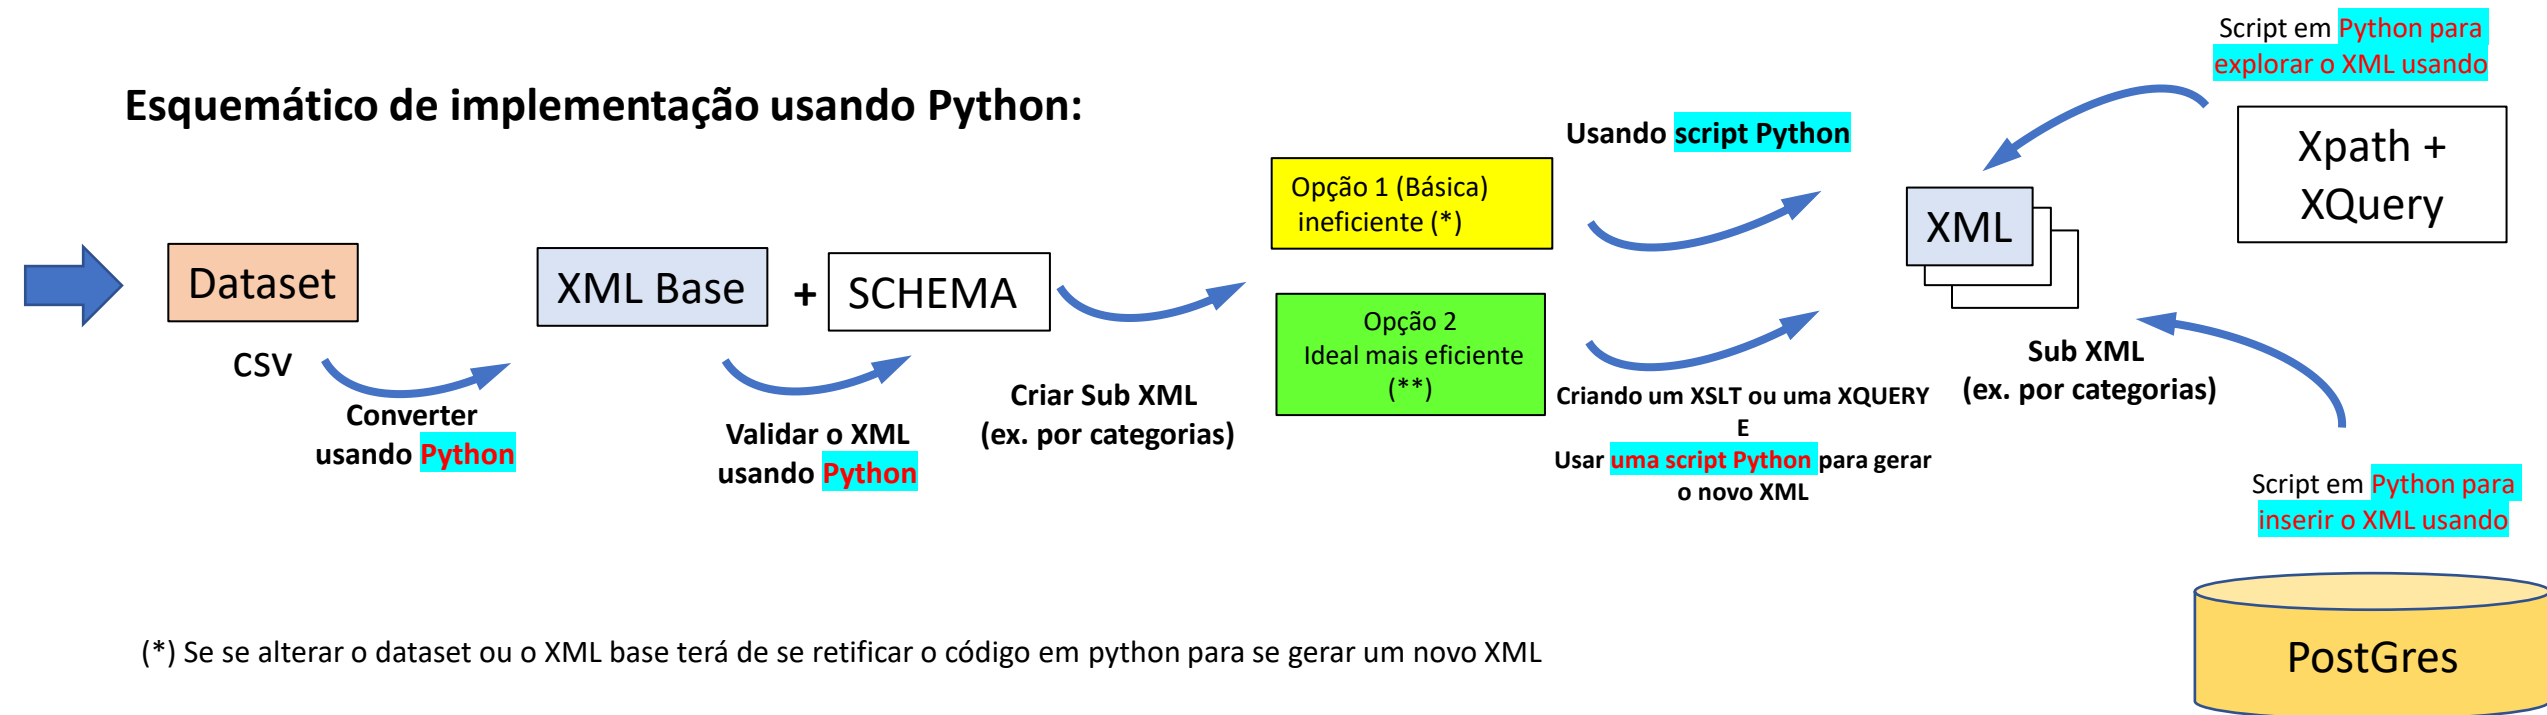 Esquemático de implementação usando Python:
Dataset
CSV
Converter
usando Python
XML Base
+
SCHEMA
Validar o XML
usando Python
Criar Sub XML
(ex. por categorias)
Opção 1 (Básica)
ineficiente (*)
Opção 2
Ideal mais eficiente
(**)
Usando script Python
Criando um XSLT ou uma XQUERY
E
Usar uma script Python para gerar
o novo XML
XML
Sub XML
(ex. por categorias)
Script em Python para
explorar o XML usando
Xpath +
XQuery
Script em Python para
inserir o XML usando
PostGres
(*) Se se alterar o dataset ou o XML base terá de se retificar o código em python para se gerar um novo XML